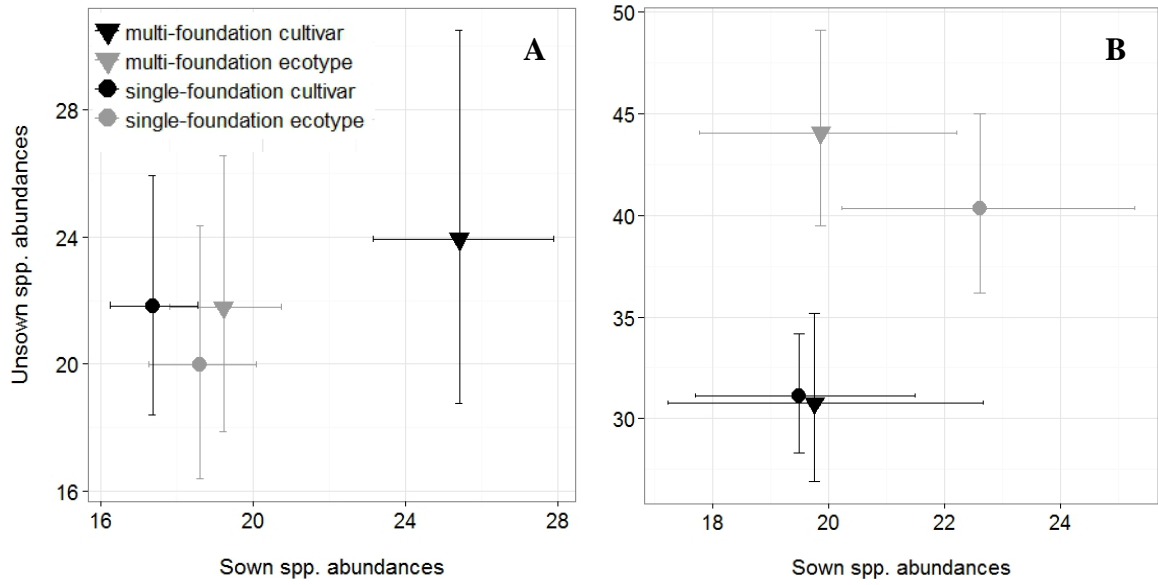 multi-foundation cultivar
multi-foundation ecotype
single-foundation cultivar
single-foundation ecotype
A
Unsown spp. abundances
28
24
20
16
16 20 24 28
Sown spp. abundances
B
50
45
40
35
30
18 20 22 24
Sown spp. abundances